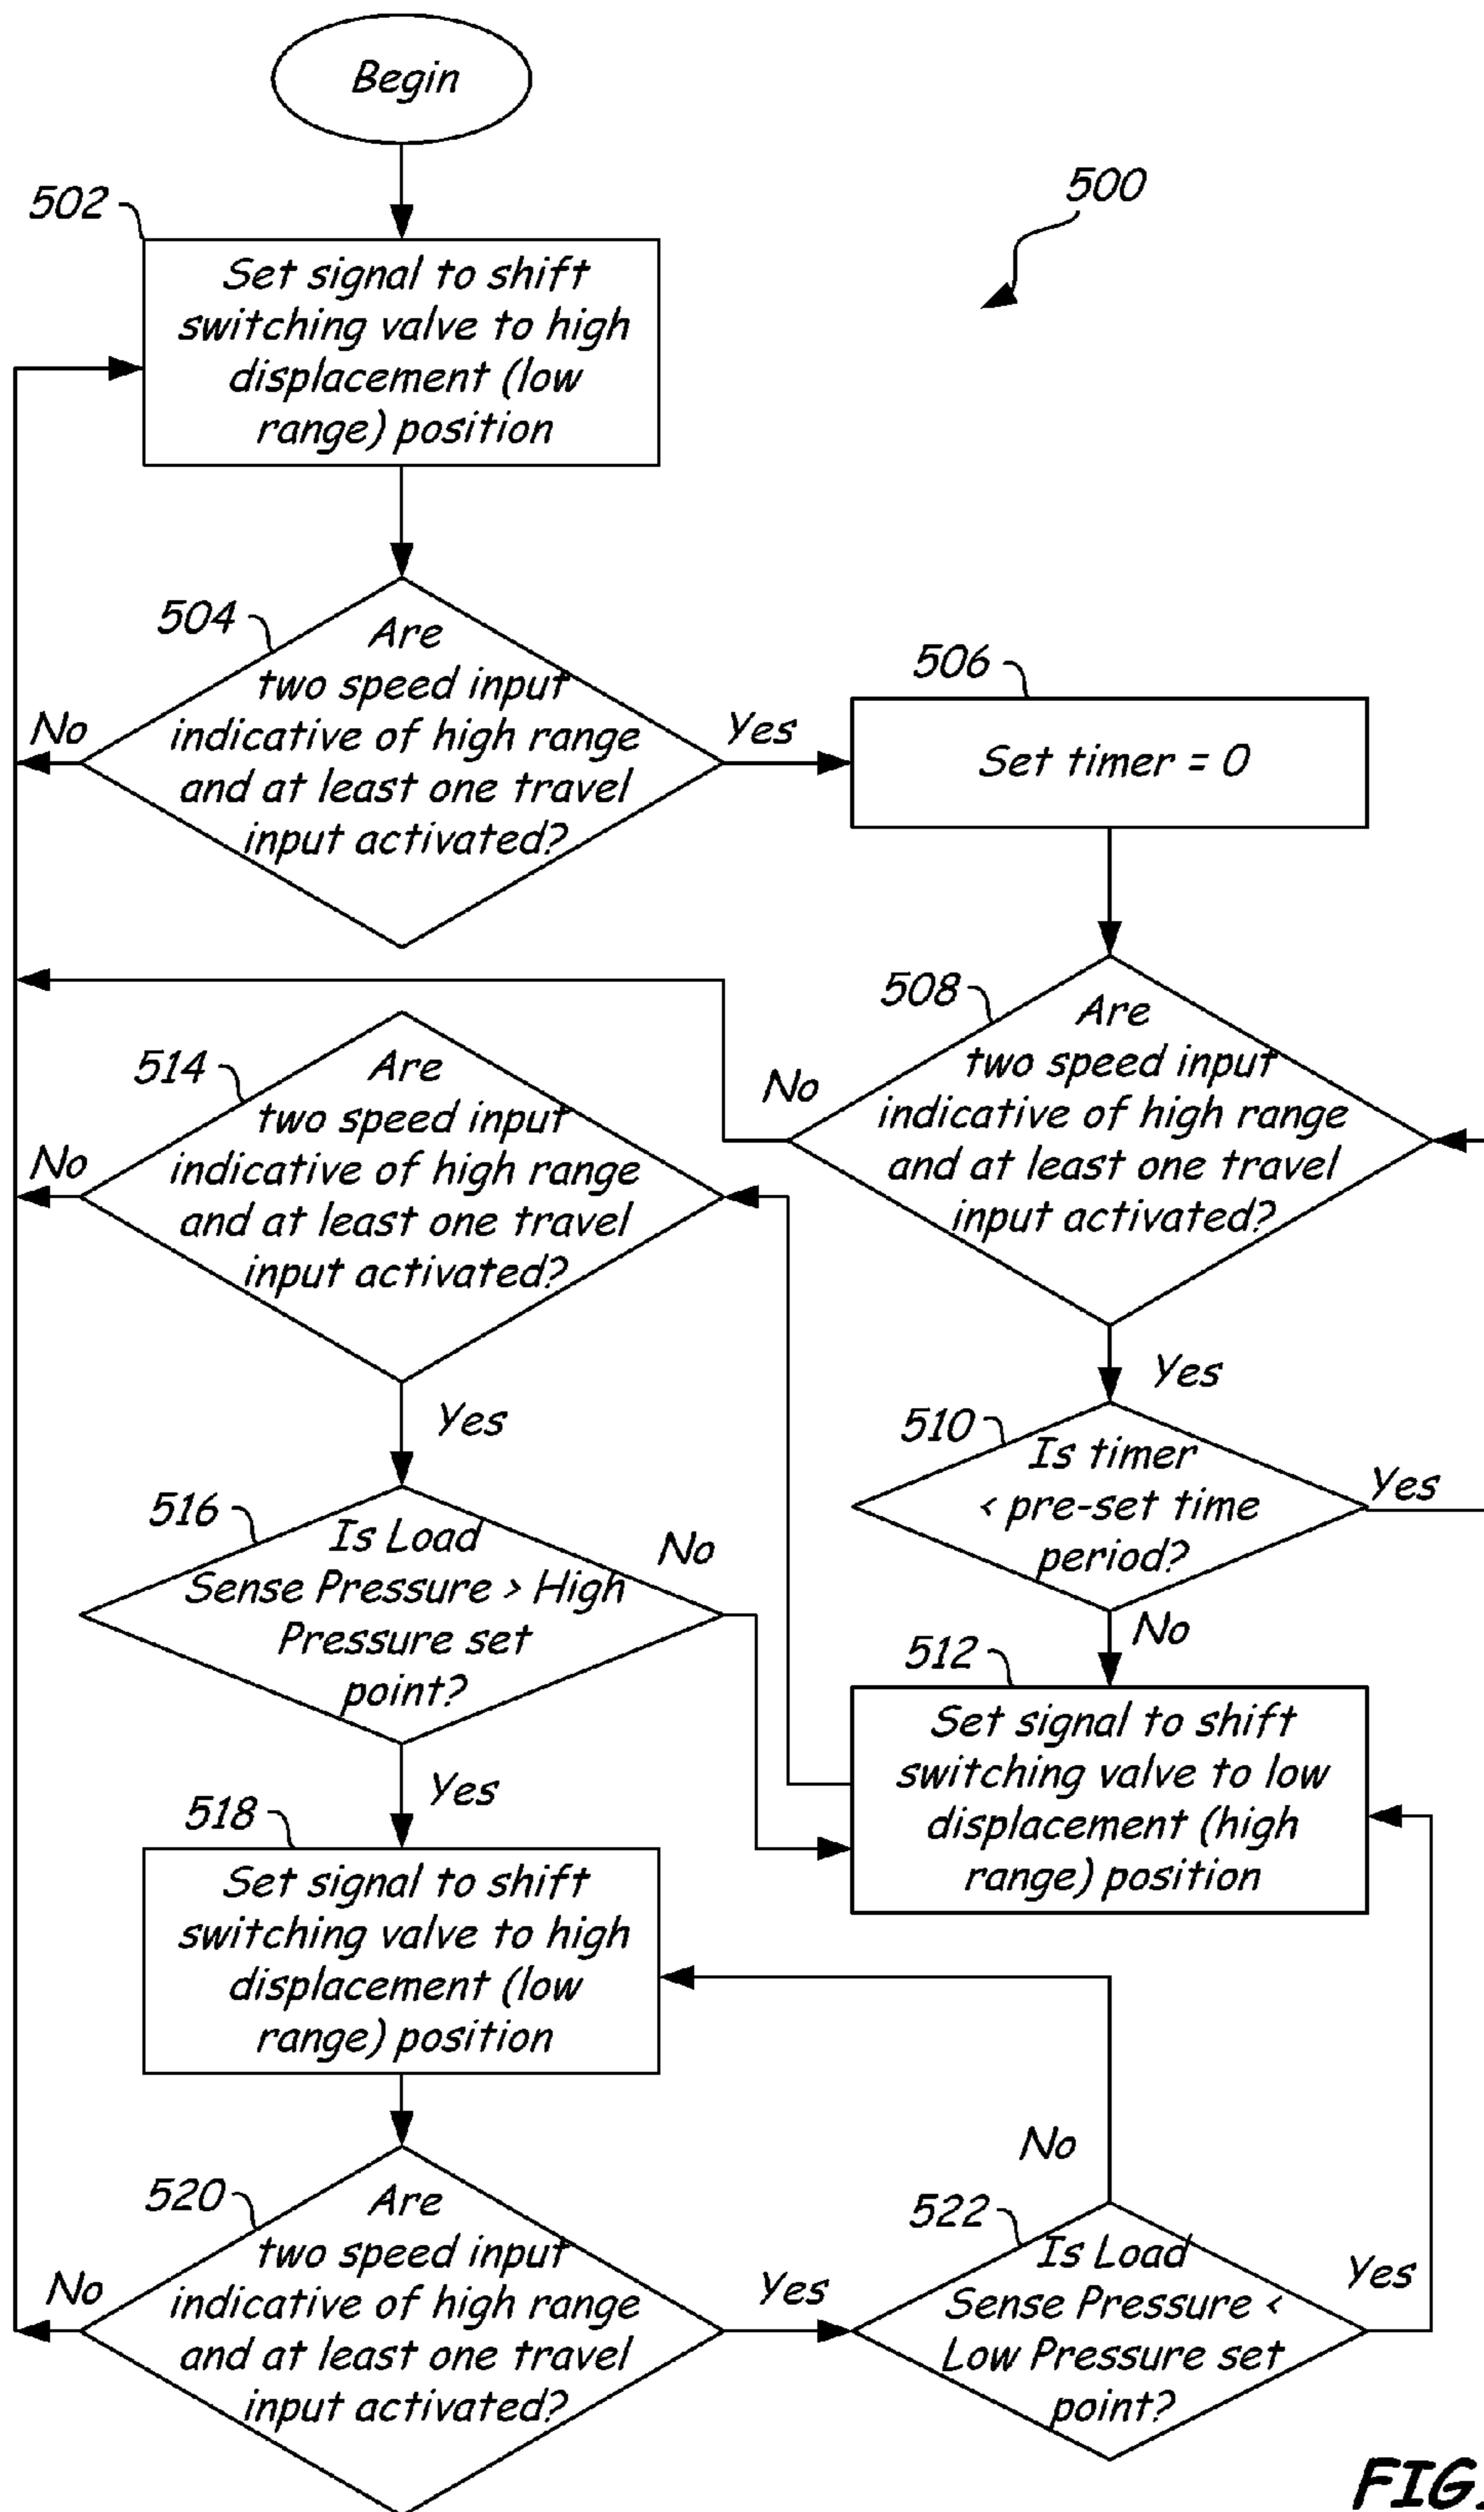 Begin
500
502
Set signal to shift
switching valve to high
displacement (low
range) position
504
Are
two speed input
indicative of high range
and at least one travel
input activated?
No
Yes
506
Set timer = 0
508
Are
two speed input
indicative of high range
and at least one travel
input activated?
No
Yes
514
Are
two speed input
indicative of high range
and at least one travel
input activated?
No
Yes
510
Is timer
< pre-set time
period?
Yes
No
516
Is Load
Sense Pressure > High
Pressure set
point?
No
Yes
512
Set signal to shift
switching valve to low
displacement (high
range) position
518
Set signal to shift
switching valve to high
displacement (low
range) position
520
Are
two speed input
indicative of high range
and at least one travel
input activated?
No
Yes
522
Is Load
Sense Pressure <
Low Pressure set
point?
No
Yes
FIG.